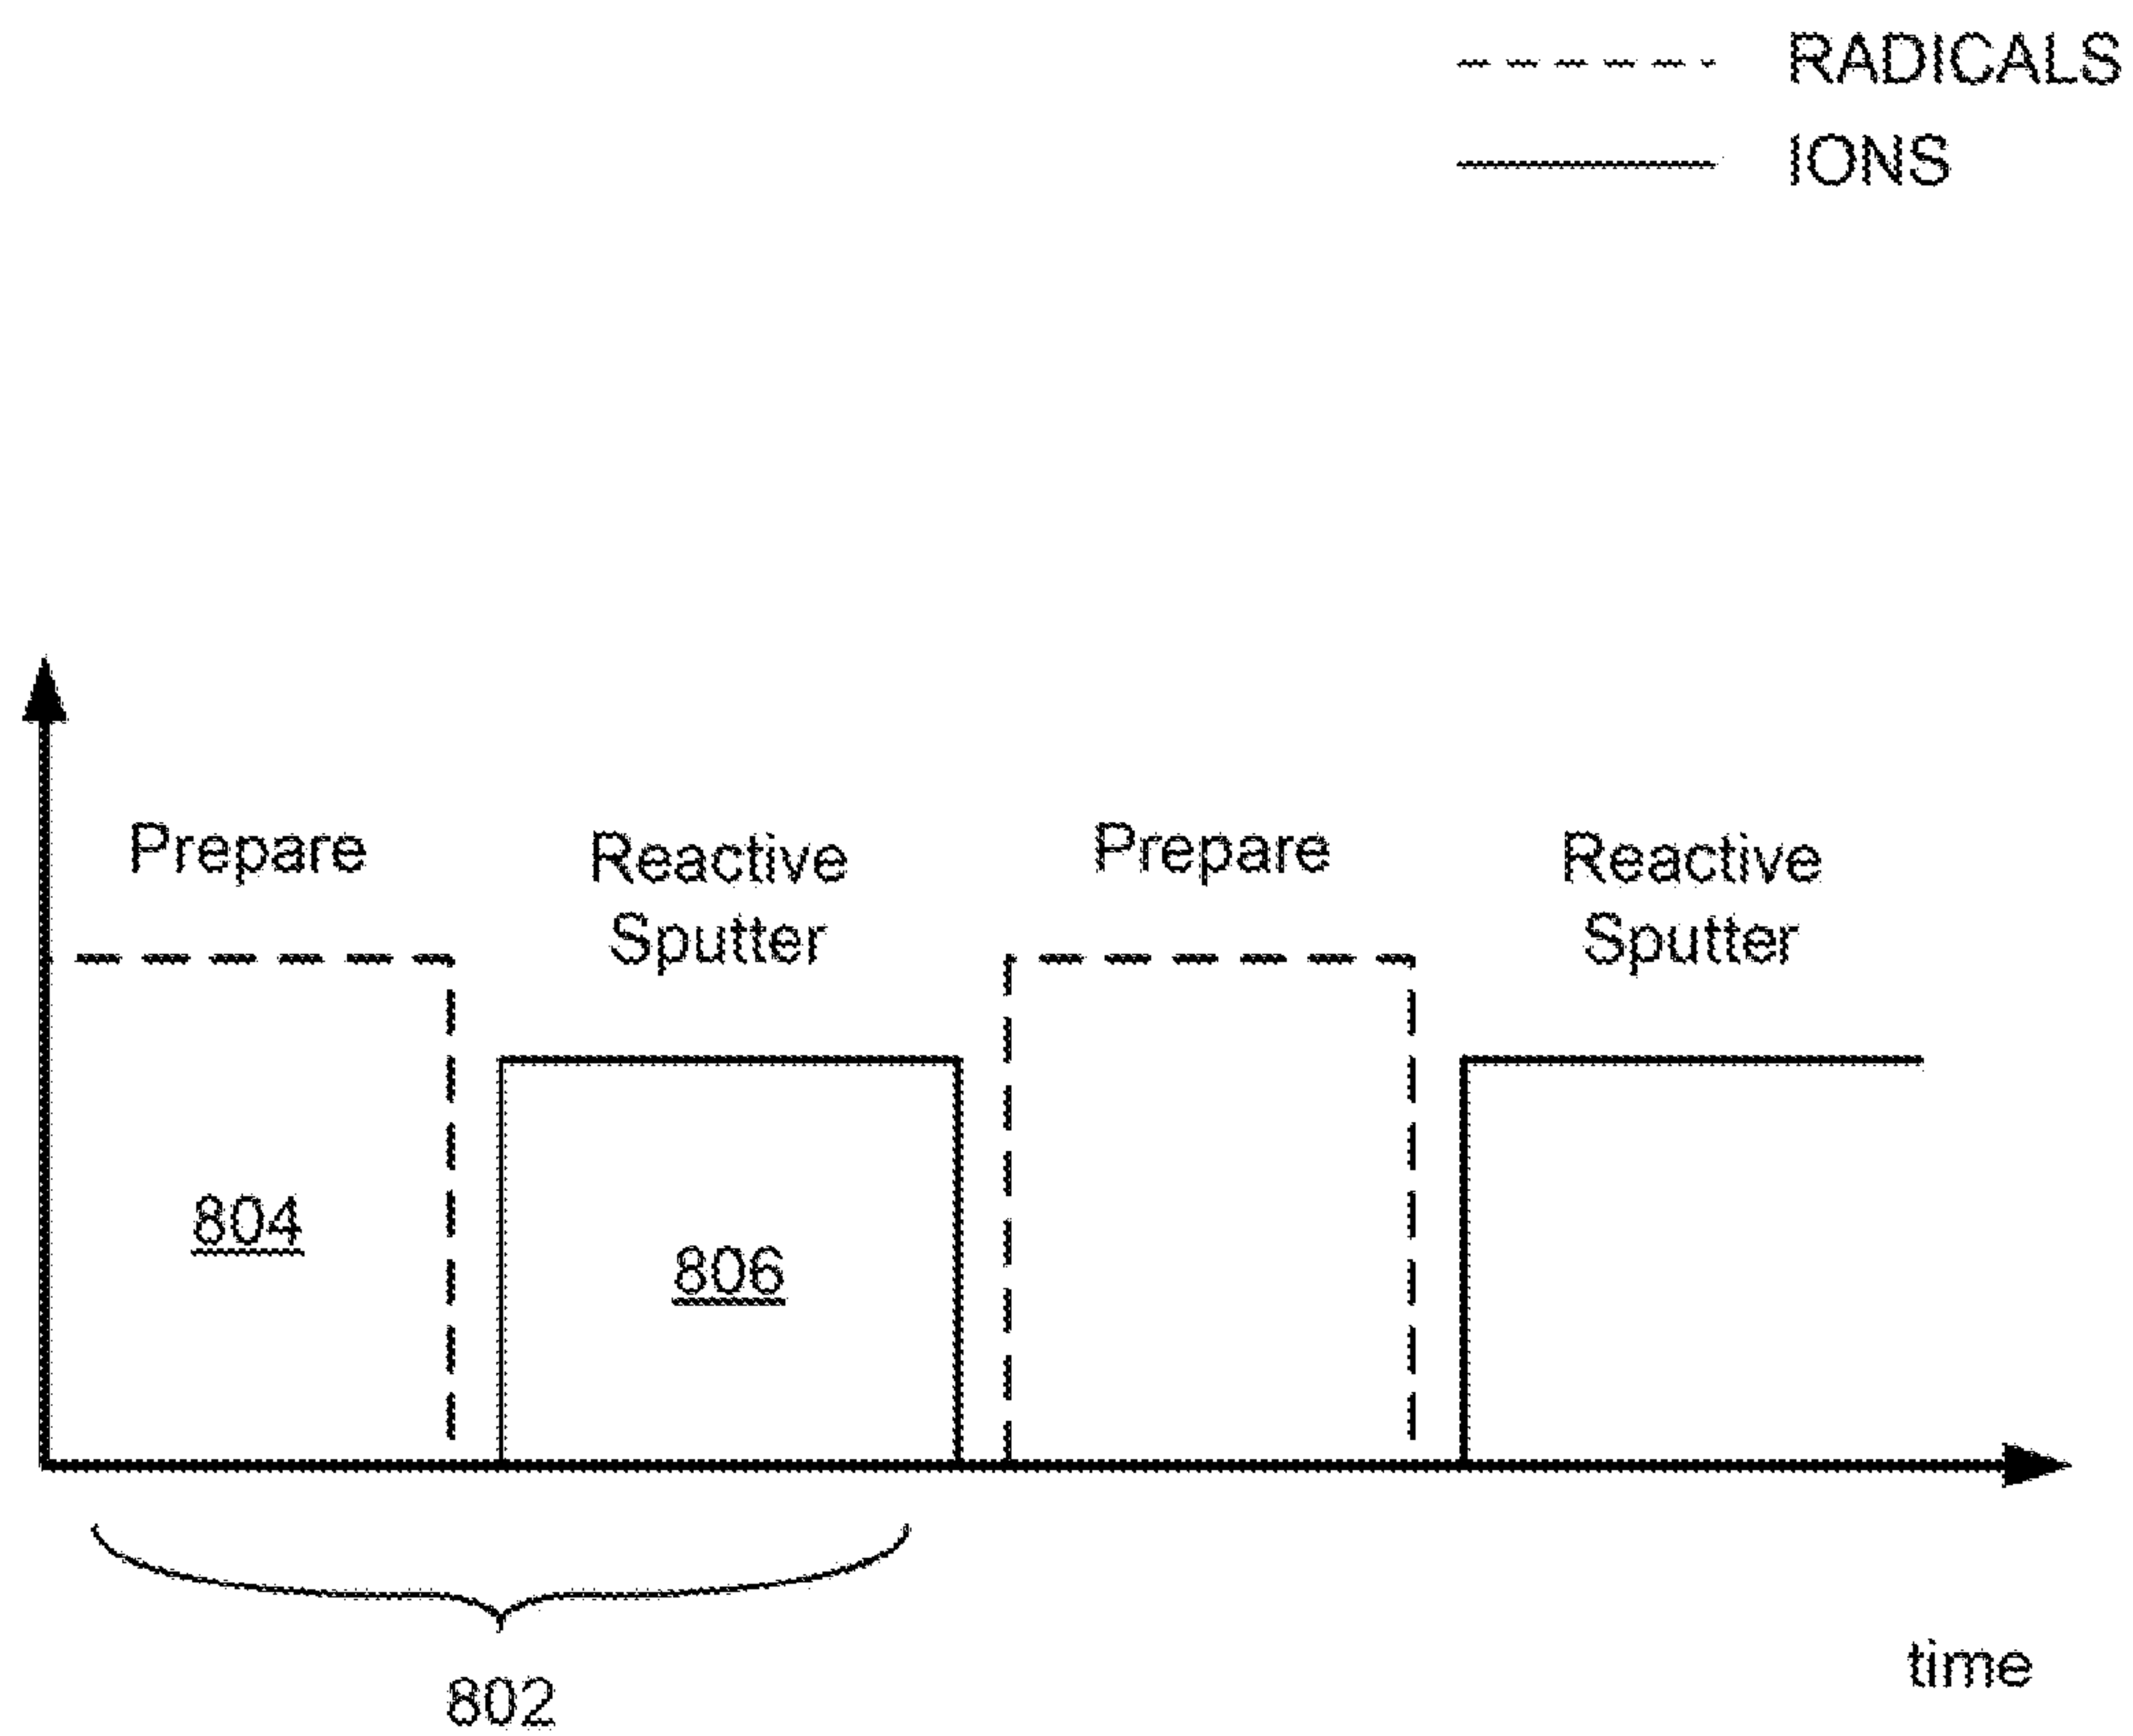 RADICALS
IONS
Prepare
Reactive
Sputter
Prepare
Reactive
Sputter
804
806
802
time